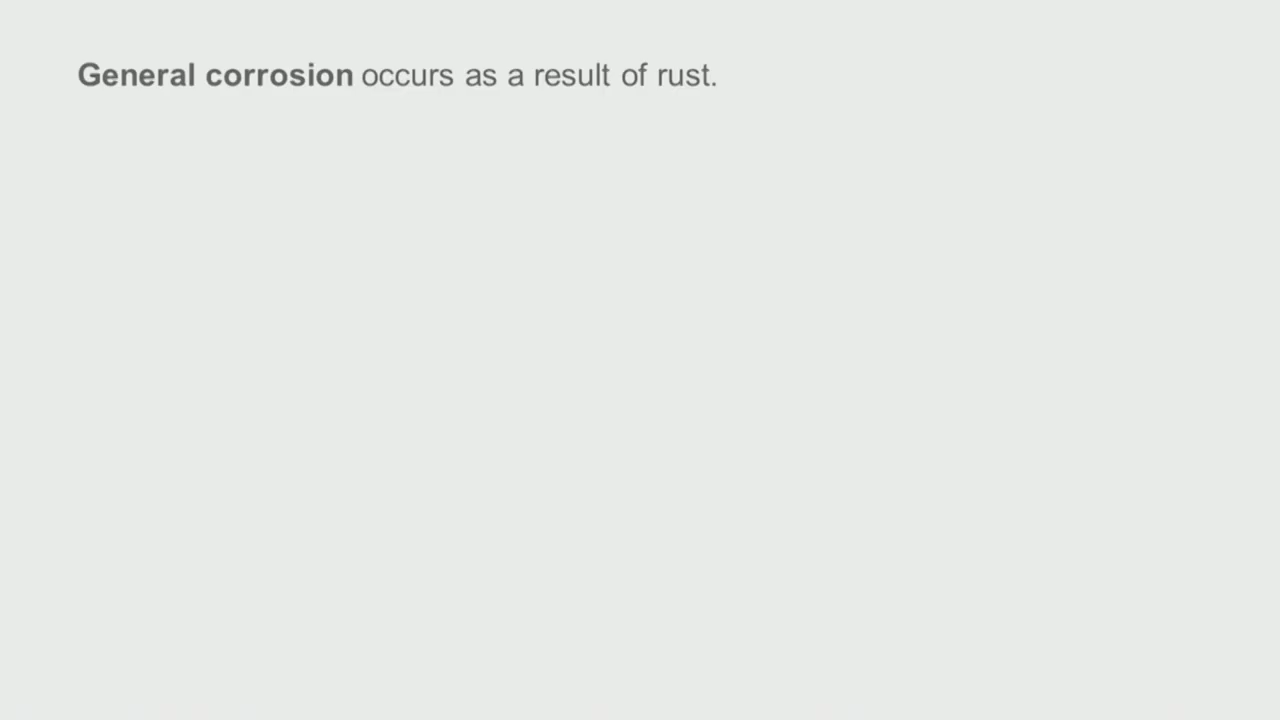 General corrosion occurs as a result of rust.